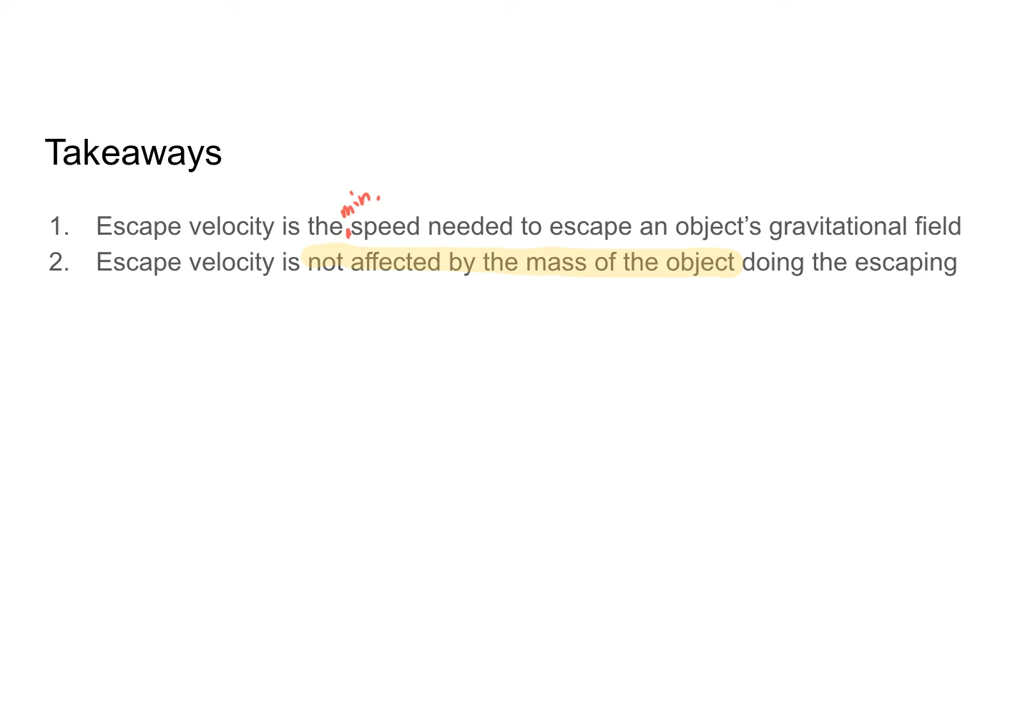 Takeaways
min.
1. Escape velocity is the speed needed to escape an object’s gravitational field
2. Escape velocity is not affected by the mass of the object doing the escaping